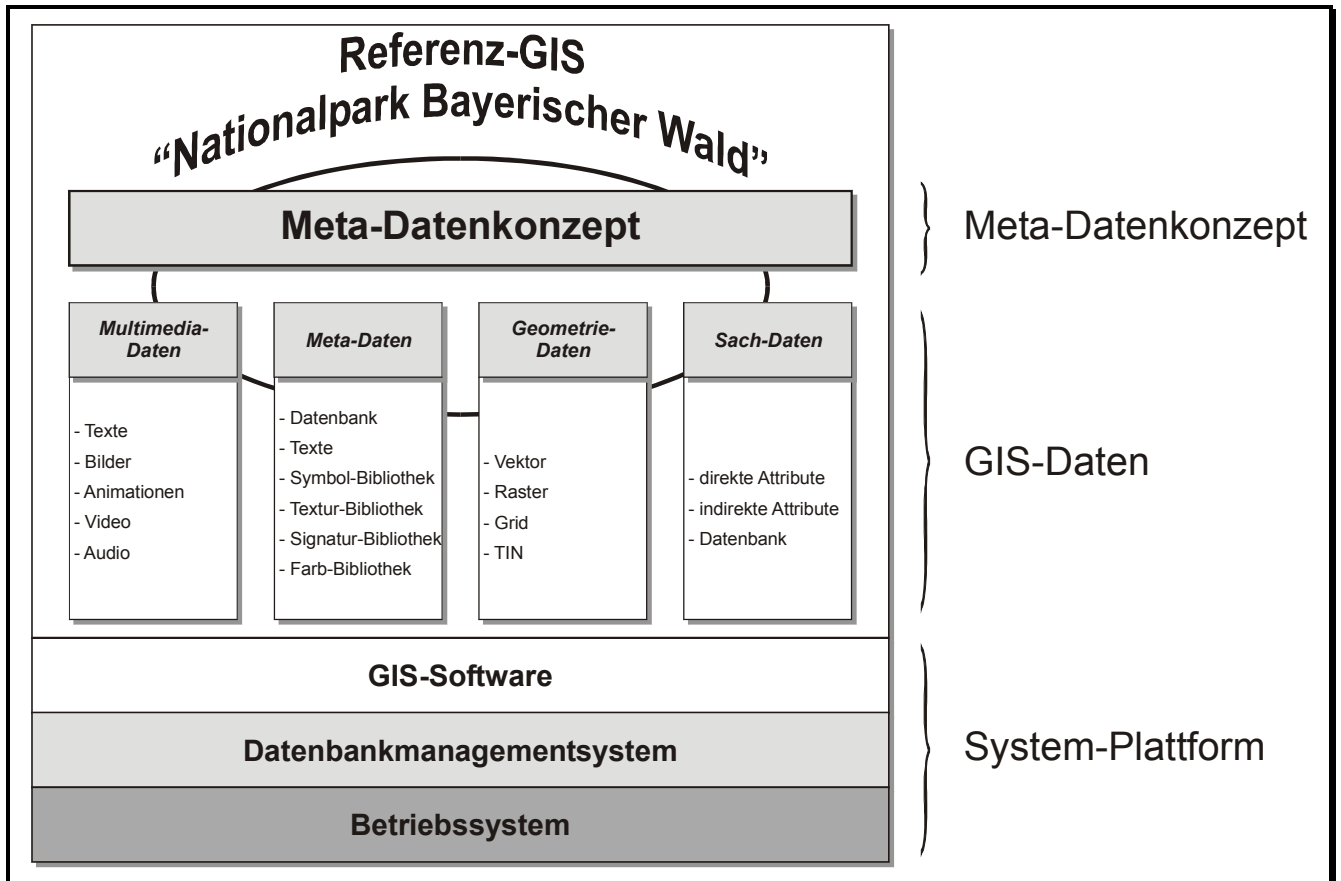 Referenz-GIS
“Nationalpark Bayerischer Wald”
Meta-Datenkonzept
Meta-Datenkonzept
Multimedia-
Daten
- Texte
- Bilder
- Animationen
- Video
- Audio
Meta-Daten
- Datenbank
- Texte
- Symbol-Bibliothek
- Textur-Bibliothek
- Signatur-Bibliothek
- Farb-Bibliothek
Geometrie-
Daten
- Vektor
- Raster
- Grid
- TIN
Sach-Daten
- direkte Attribute
- indirekte Attribute
- Datenbank
GIS-Daten
GIS-Software
Datenbankmanagementsystem
Betriebssystem
System-Plattform